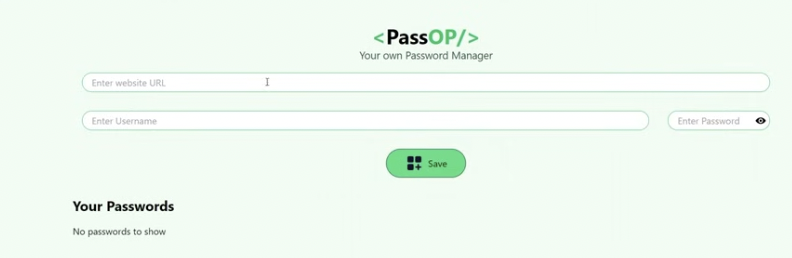 <PassOP/>
Your own Password Manager
Enter website URL
Enter Username
Enter Password
Save
Your Passwords
No passwords to show